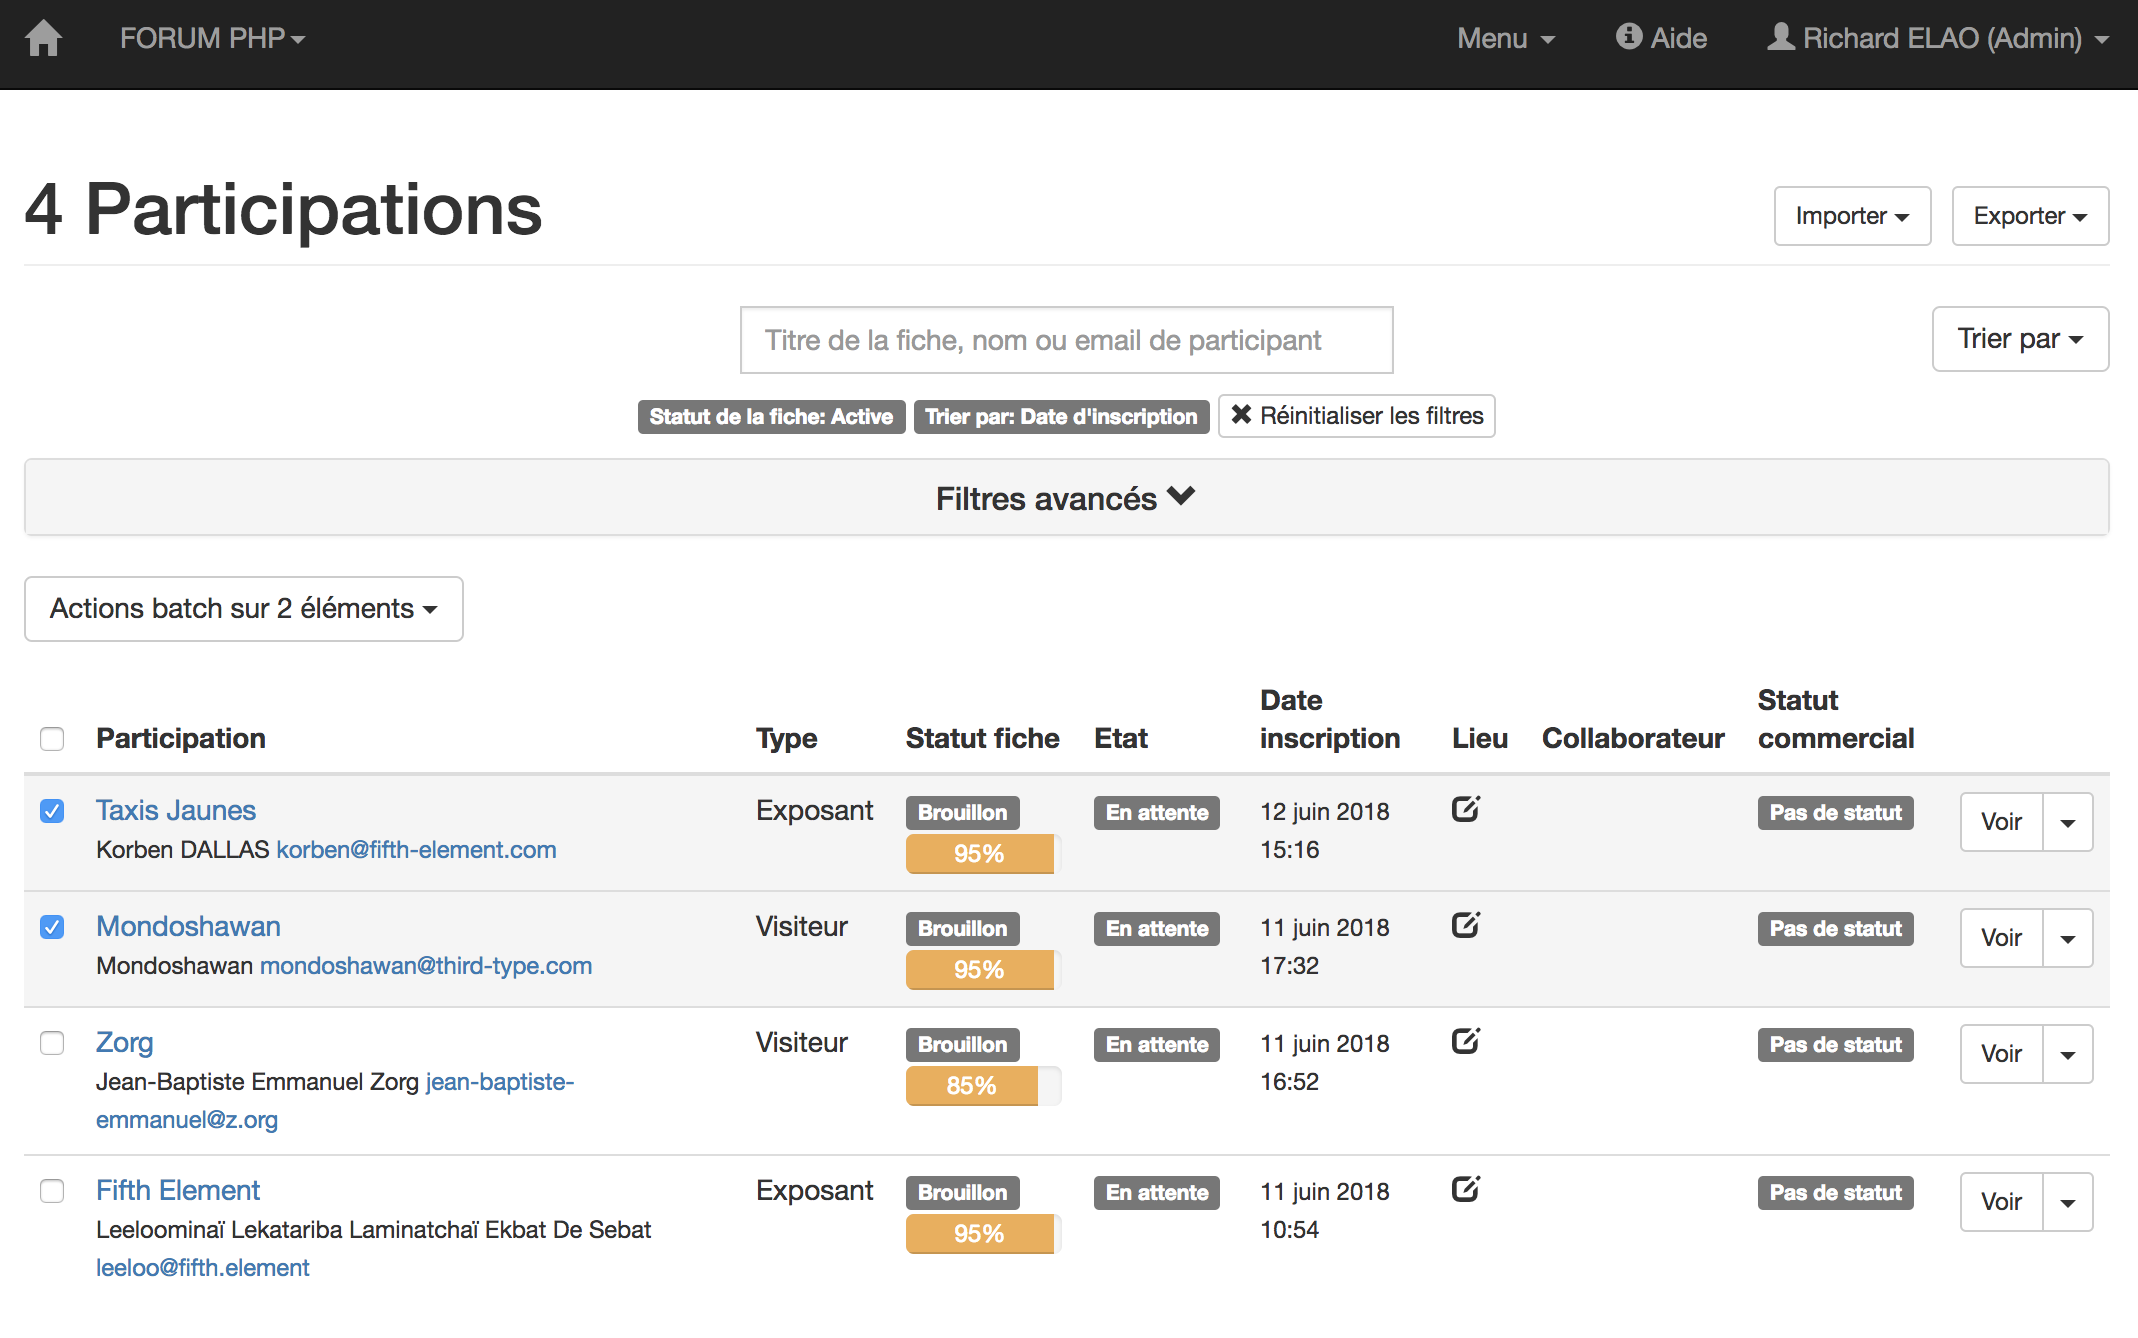 FORUM PHP Menu Aide Richard ELAO (Admin)
4 Participations
Importer Exporter
Titre de la fiche, nom ou email de participant
Trier par
Statut de la fiche: Active Trier par: Date d'inscription Réinitialiser les filtres
Filtres avancés
Actions batch sur 2 éléments
Participation Type Statut fiche Etat Date inscription Lieu Collaborateur Statut commercial
Taxis Jaunes Exposant Brouillon En attente 12 juin 2018 Pas de statut Voir
Korben DALLAS korben@fifth-element.com 95% 15:16
Mondoshawan Visiteur Brouillon En attente 11 juin 2018 Pas de statut Voir
Mondoshawan mondoshawan@third-type.com 95% 17:32
Zorg Visiteur Brouillon En attente 11 juin 2018 Pas de statut Voir
Jean-Baptiste Emmanuel Zorg jean-baptiste- 85% 16:52
emmanuel@z.org
Fifth Element Exposant Brouillon En attente 11 juin 2018 Pas de statut Voir
Leeloominaï Lekatariba Laminatchaï Ekbat De Sebat 95% 10:54
leeloo@fifth.element